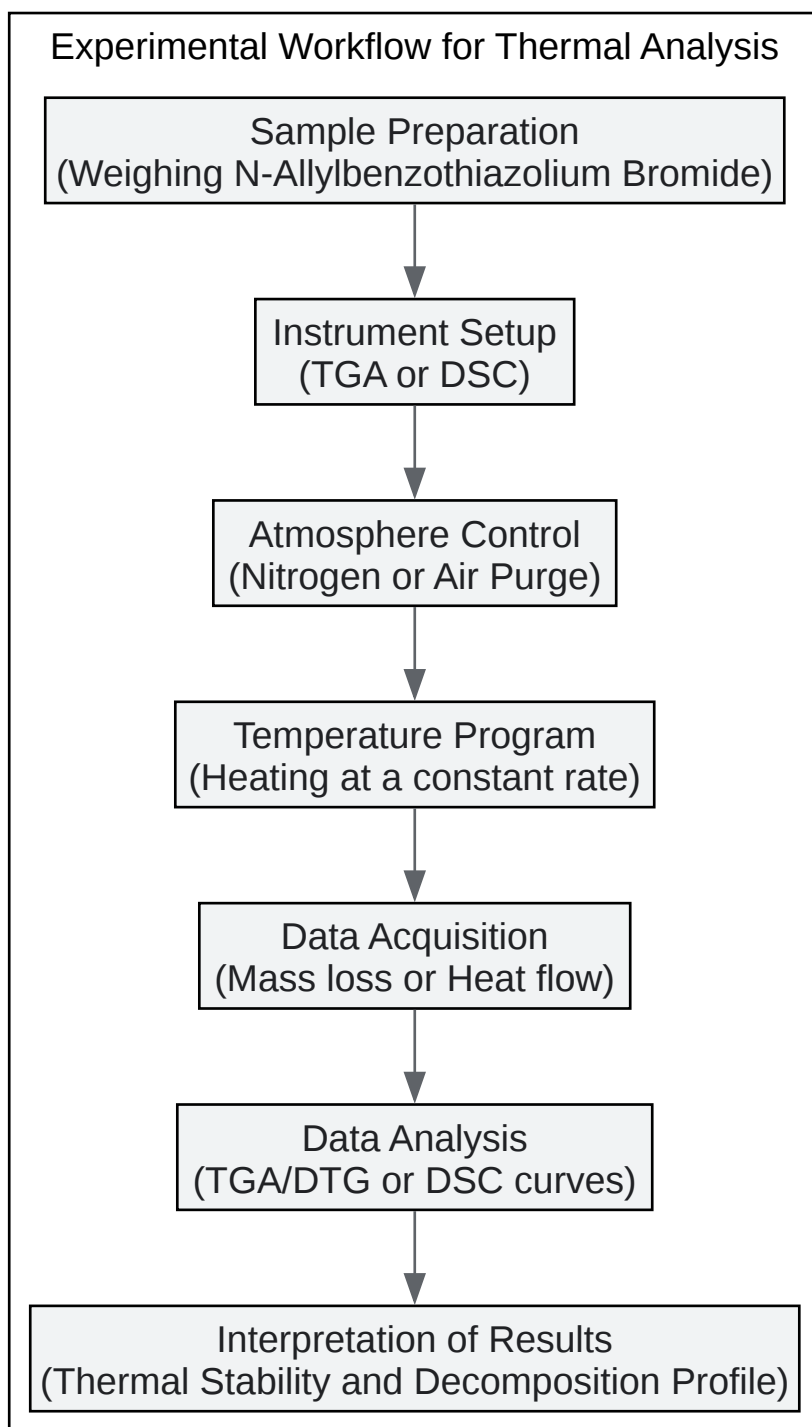 Experimental Workflow for Thermal Analysis
Sample Preparation
(Weighing N-Allylbenzothiazolium Bromide)
Instrument Setup
(TGA or DSC)
Atmosphere Control
(Nitrogen or Air Purge)
Temperature Program
(Heating at a constant rate)
Data Acquisition
(Mass loss or Heat flow)
Data Analysis
(TGA/DTG or DSC curves)
Interpretation of Results
(Thermal Stability and Decomposition Profile)